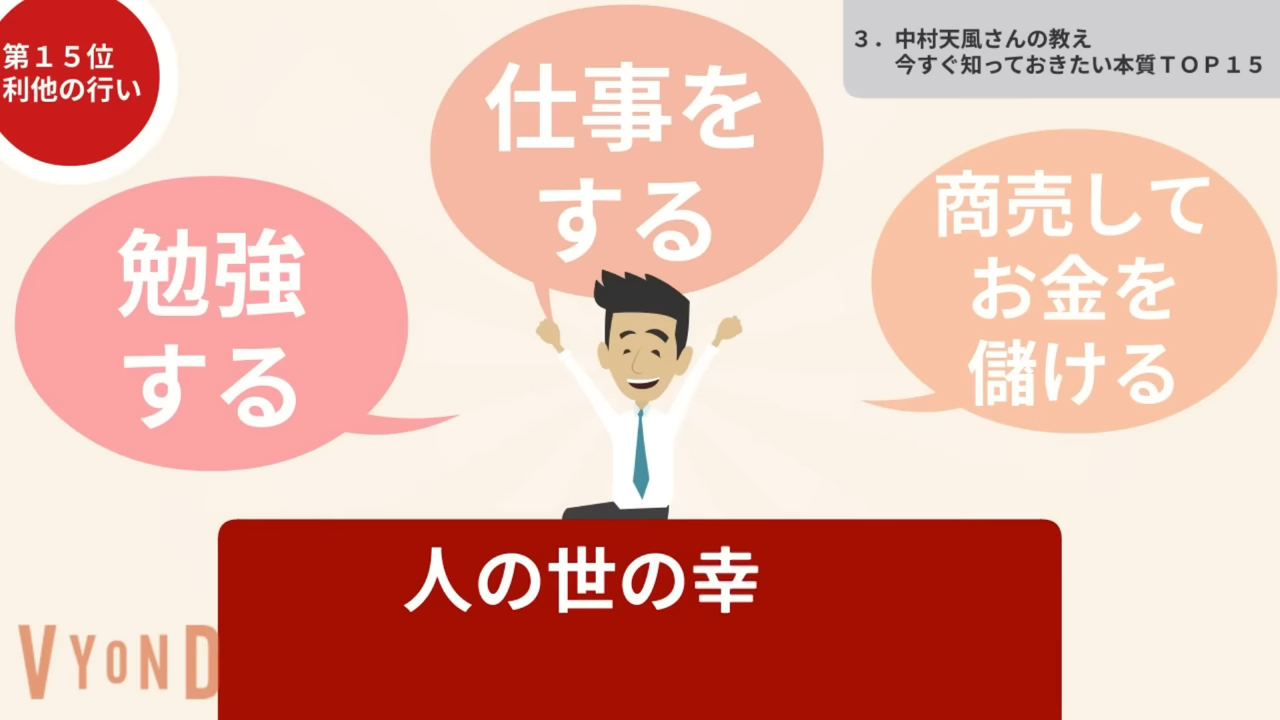 第１５位
利他の行い
３．中村天風さんの教え
今すぐ知っておきたい本質ＴＯＰ１５
仕事を
する
勉強
する
商売して
お金を
儲ける
人の世の幸
VYOND